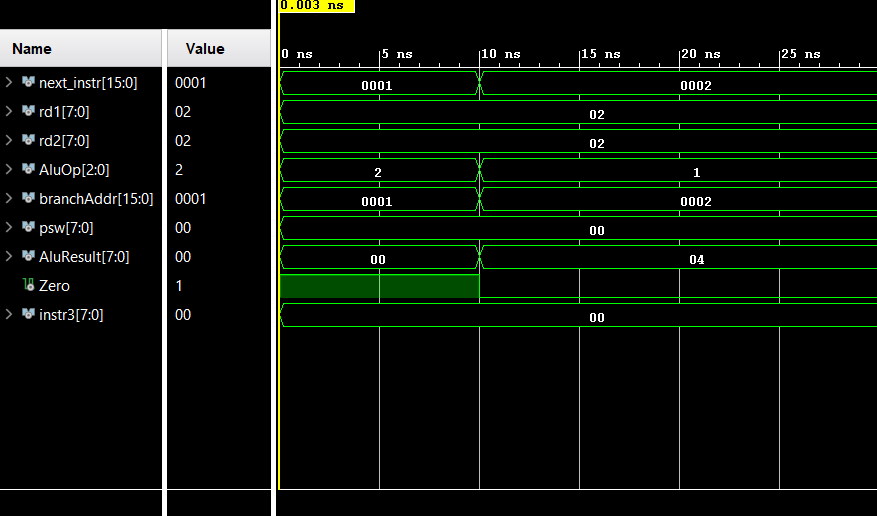 0.003 ns
Name Value 0 ns 5 ns 10 ns 15 ns 20 ns 25 ns
next_instr[15:0] 0001 0001 0002
rd1[7:0] 02 02
rd2[7:0] 02 02
AluOp[2:0] 2 2 1
branchAddr[15:0] 0001 0001 0002
psw[7:0] 00 00
AluResult[7:0] 00 00 04
Zero 1
instr3[7:0] 00 00